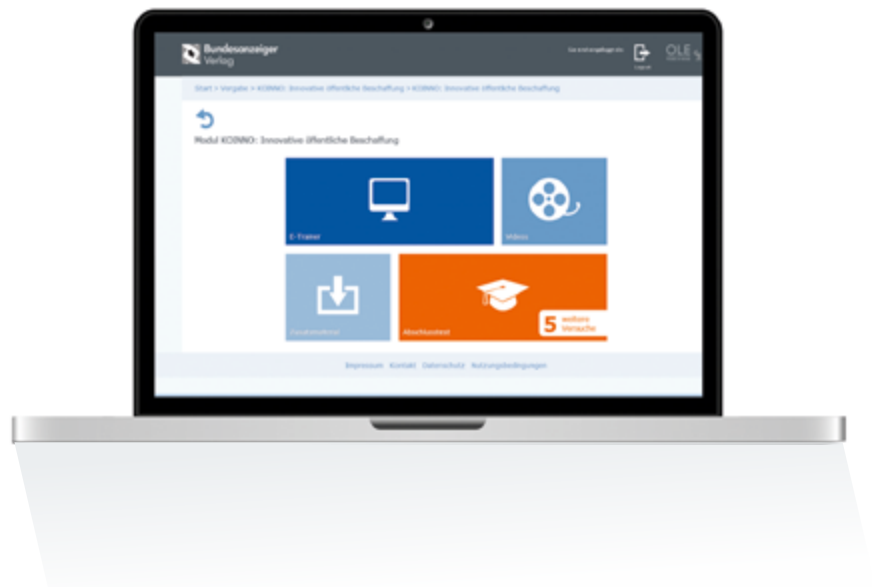 Bundesanzeiger
Verlag
Logout
OLE
Start > Vergabe > KOINNO: Innovative öffentliche Beschaffung > KOINNO: Innovative öffentliche Beschaffung
Modul KOINNO: Innovative öffentliche Beschaffung
E-Trainer
Videos
Abschlusstest
5 weitere
Versuche
Impressum Kontakt Datenschutz Nutzungsbedingungen